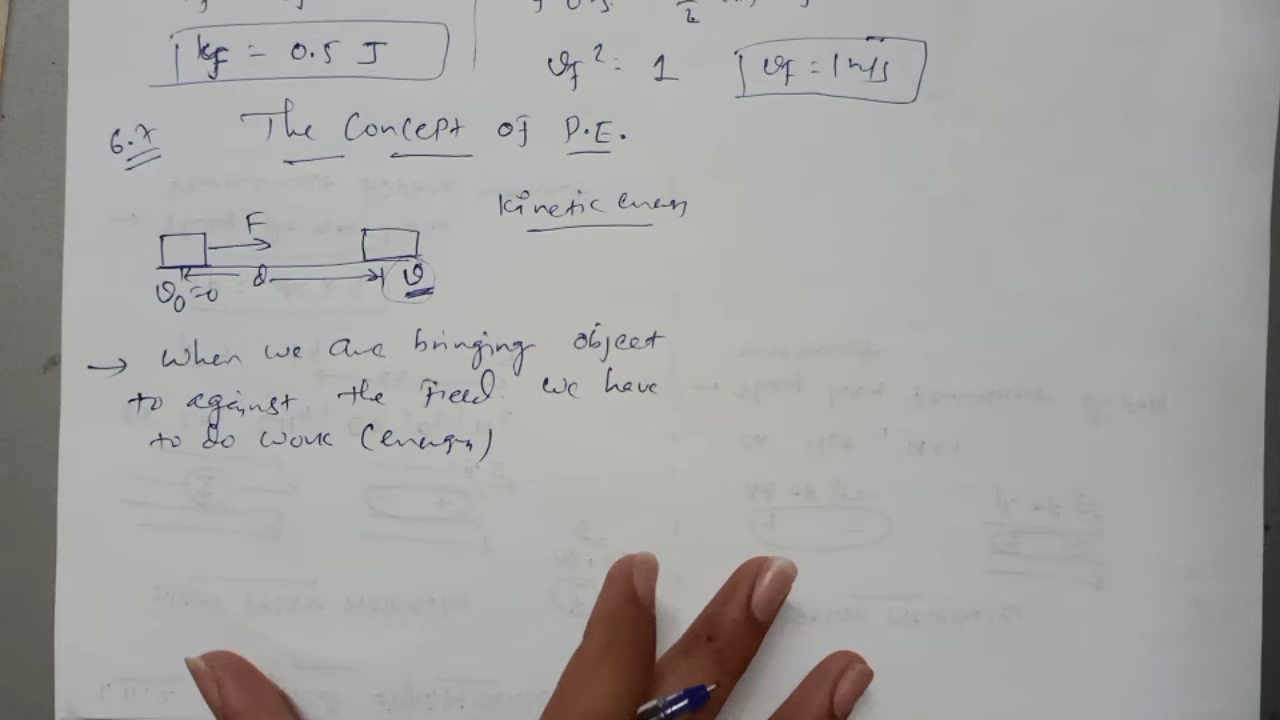 Kf = 0.5 J
vf² = 1
vf = 1 m/s
6.7
The Concept of P.E.
Kinetic energy
F
d
v
v₀=0
→ When we are bringing object
to against the Field. we have
to do work (energy)